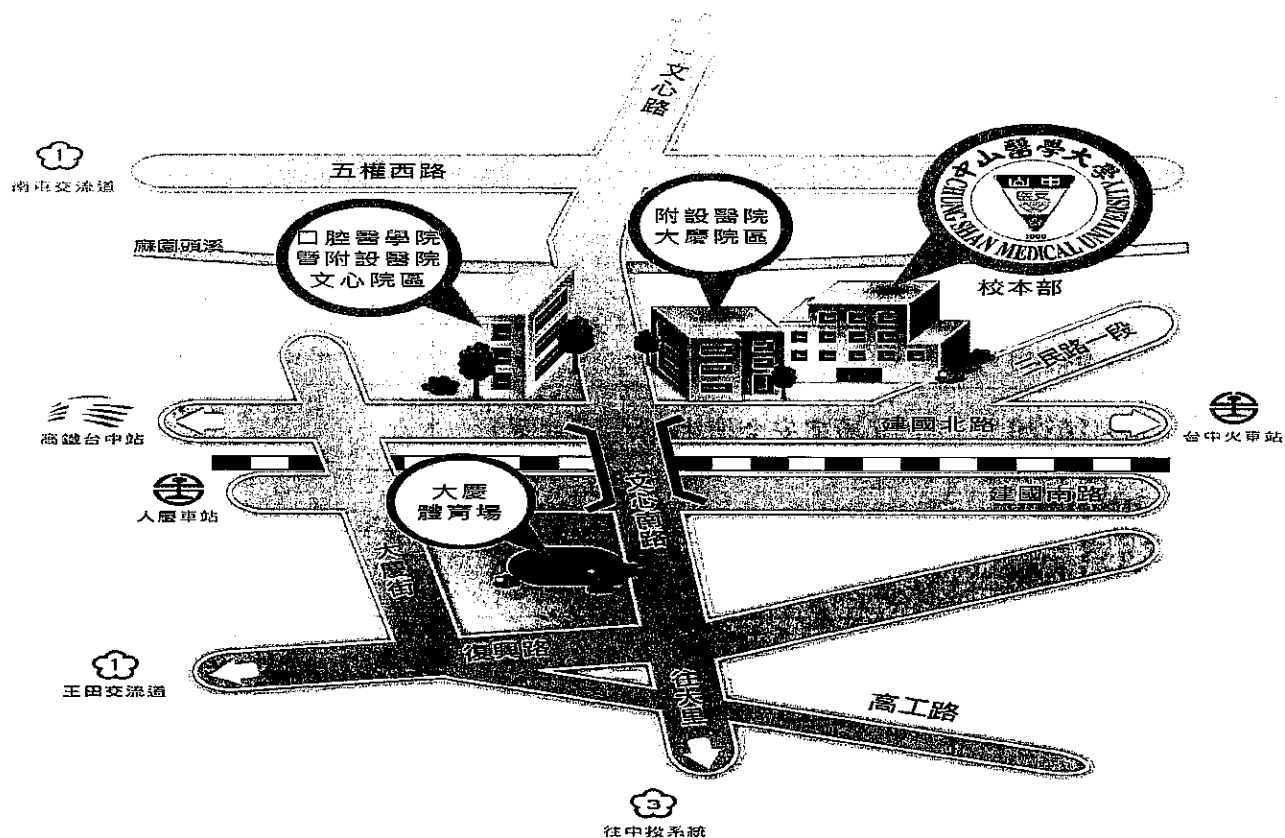 文心路
1
南屯交流道
五權西路
中山醫學大學
CHUNG SHAN MEDICAL UNIVERSITY
1960
附設醫院
大慶院區
口腔醫學院
暨附設醫院
文心院區
麻園頭溪
校本部
三民路一段
高鐵台中站
建國北路
台中火車站
大慶
體育場
文心南路
建國南路
大慶車站
大慶街
復興路
1
王田交流道
往大里
高工路
3
往中投系統